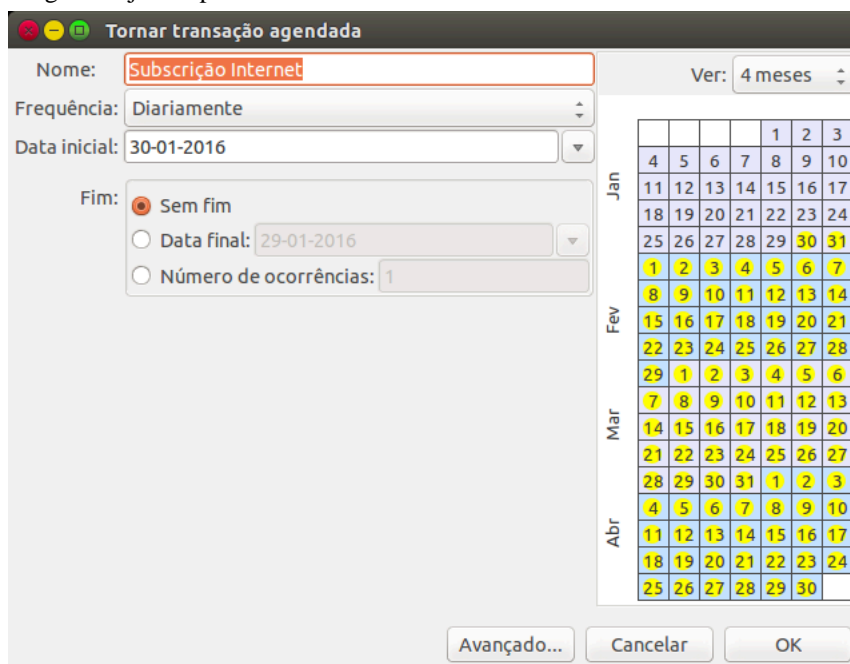 Tornar transação agendada
Nome: Subscrição Internet
Frequência: Diariamente
Data inicial: 30-01-2016
Fim:
Sem fim
Data final: 29-01-2016
Número de ocorrências: 1
Ver: 4 meses
Jan
1 2 3
4 5 6 7 8 9 10
11 12 13 14 15 16 17
18 19 20 21 22 23 24
25 26 27 28 29 30 31
Fev
1 2 3 4 5 6 7
8 9 10 11 12 13 14
15 16 17 18 19 20 21
22 23 24 25 26 27 28
29 1 2 3 4 5 6
Mar
7 8 9 10 11 12 13
14 15 16 17 18 19 20
21 22 23 24 25 26 27
28 29 30 31 1 2 3
Abr
4 5 6 7 8 9 10
11 12 13 14 15 16 17
18 19 20 21 22 23 24
25 26 27 28 29 30
Avançado... Cancelar OK